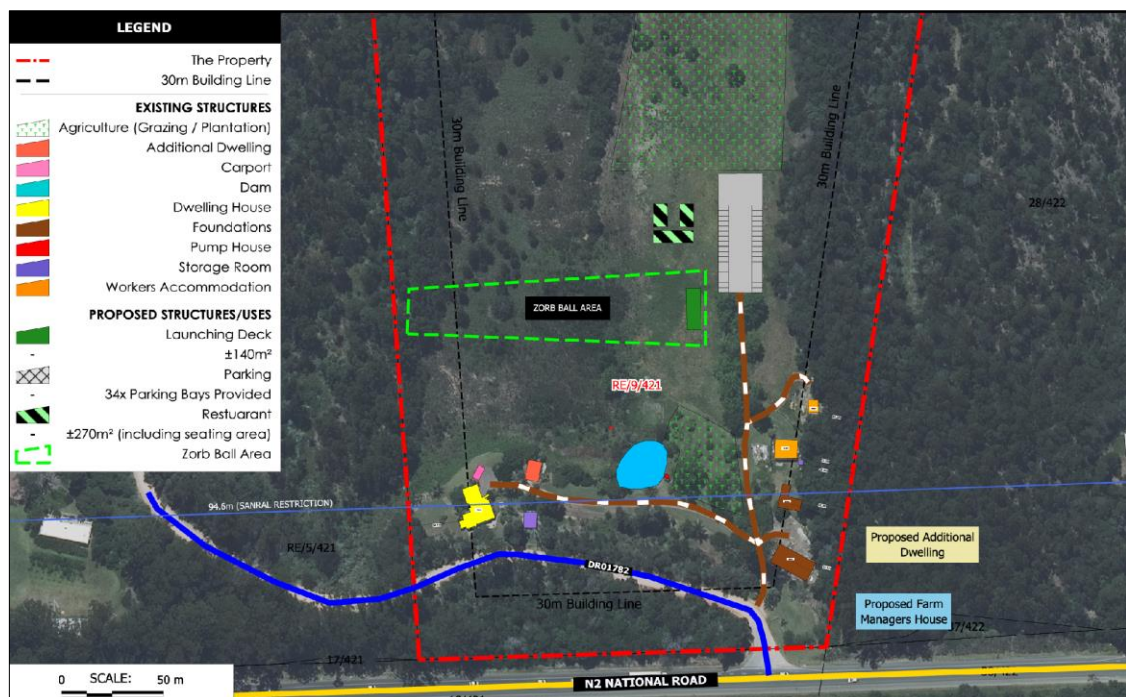 LEGEND
The Property
30m Building Line
EXISTING STRUCTURES
Agriculture (Grazing / Plantation)
Additional Dwelling
Carport
Dam
Dwelling House
Foundations
Pump House
Storage Room
Workers Accommodation
PROPOSED STRUCTURES/USES
Launching Deck
±140m²
Parking
34x Parking Bays Provided
Restuarant
±270m² (including seating area)
Zorb Ball Area
30m Building Line
30m Building Line
28/422
ZORB BALL AREA
RE/9/421
94.6m (SANRAL RESTRICTION)
RE/5/421
DR01782
Proposed Additional
Dwelling
30m Building Line
Proposed Farm
Managers House
17/421
37/422
SCALE:
0 50 m
N2 NATIONAL ROAD